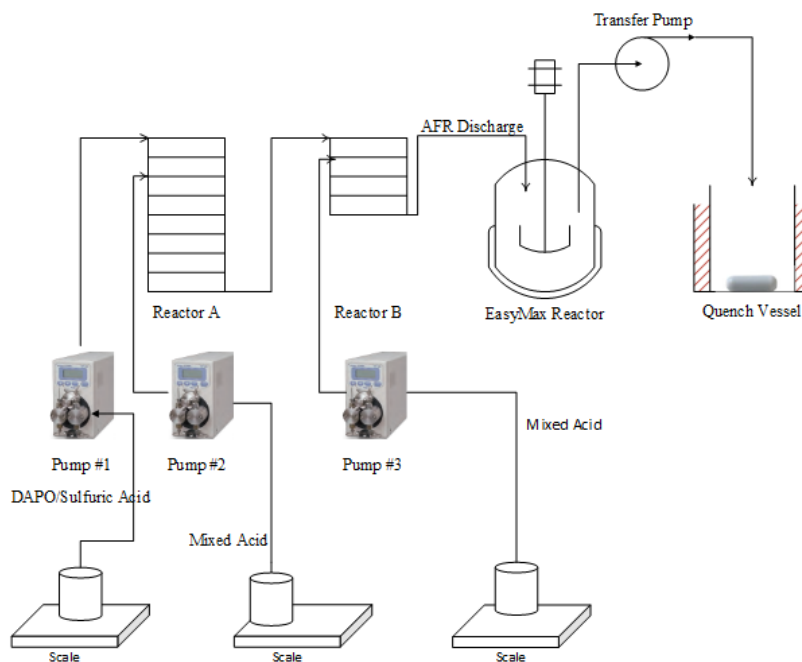 Transfer Pump
AFR Discharge
Reactor A
Reactor B
EasyMax Reactor
Quench Vessel
Pump #1
Pump #2
Pump #3
Mixed Acid
DAPO/Sulfuric Acid
Mixed Acid
Scale
Scale
Scale